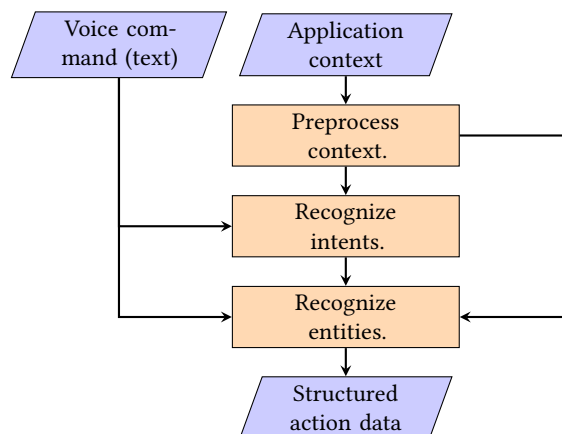 Voice com-
mand (text)
Application
context
Preprocess
context.
Recognize
intents.
Recognize
entities.
Structured
action data